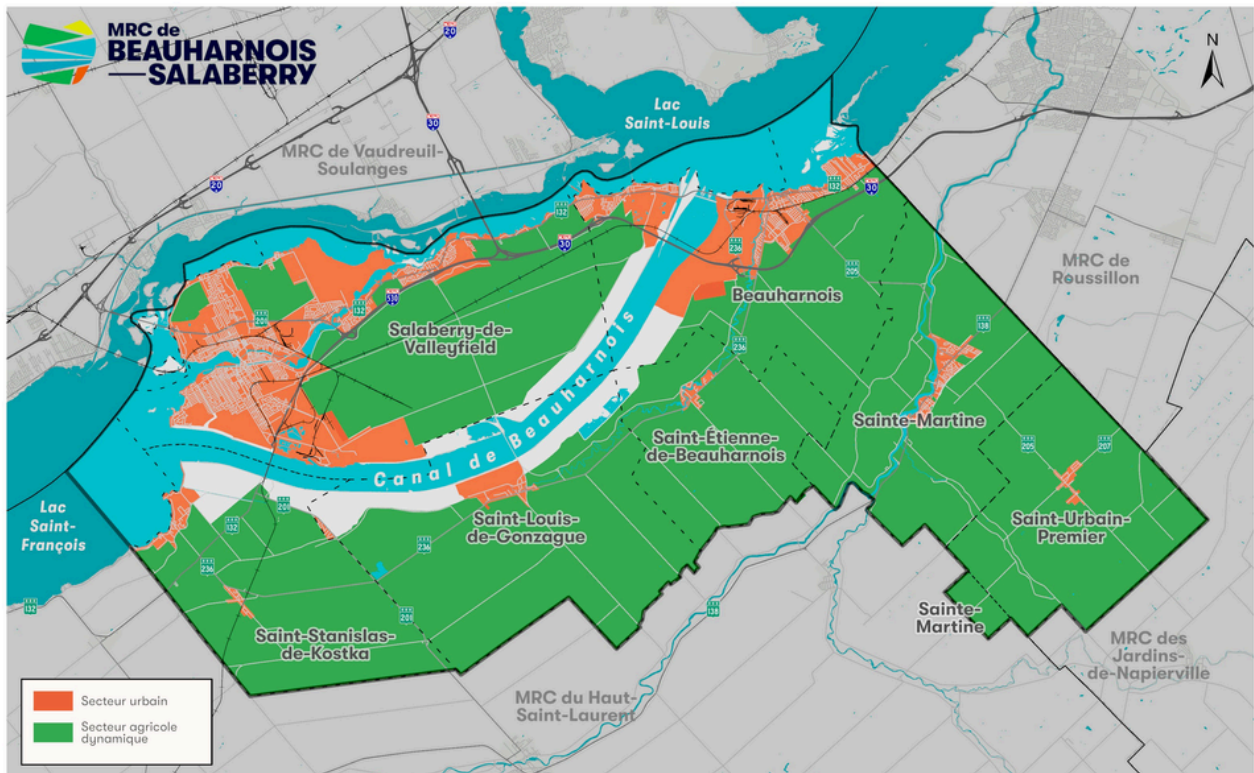 MRC de
BEAUHARNOIS
—SALABERRY
N
20
30
Lac
Saint-Louis
MRC de Vaudreuil-
Soulanges
20
132
30
132
30
236
205
MRC de
Roussillon
201
132
530
Beauharnois
138
Salaberry-de-
Valleyfield
236
Canal de Beauharnois
Sainte-Martine
Saint-Étienne-
de-Beauharnois
205
207
Lac
Saint-
François
201
132
Saint-Louis-
de-Gonzague
Saint-Urbain-
Premier
236
236
132
201
138
Sainte-
Martine
Saint-Stanislas-
de-Kostka
MRC des
Jardins-
de-Napierville
MRC du Haut-
Saint-Laurent
Secteur urbain
Secteur agricole
dynamique